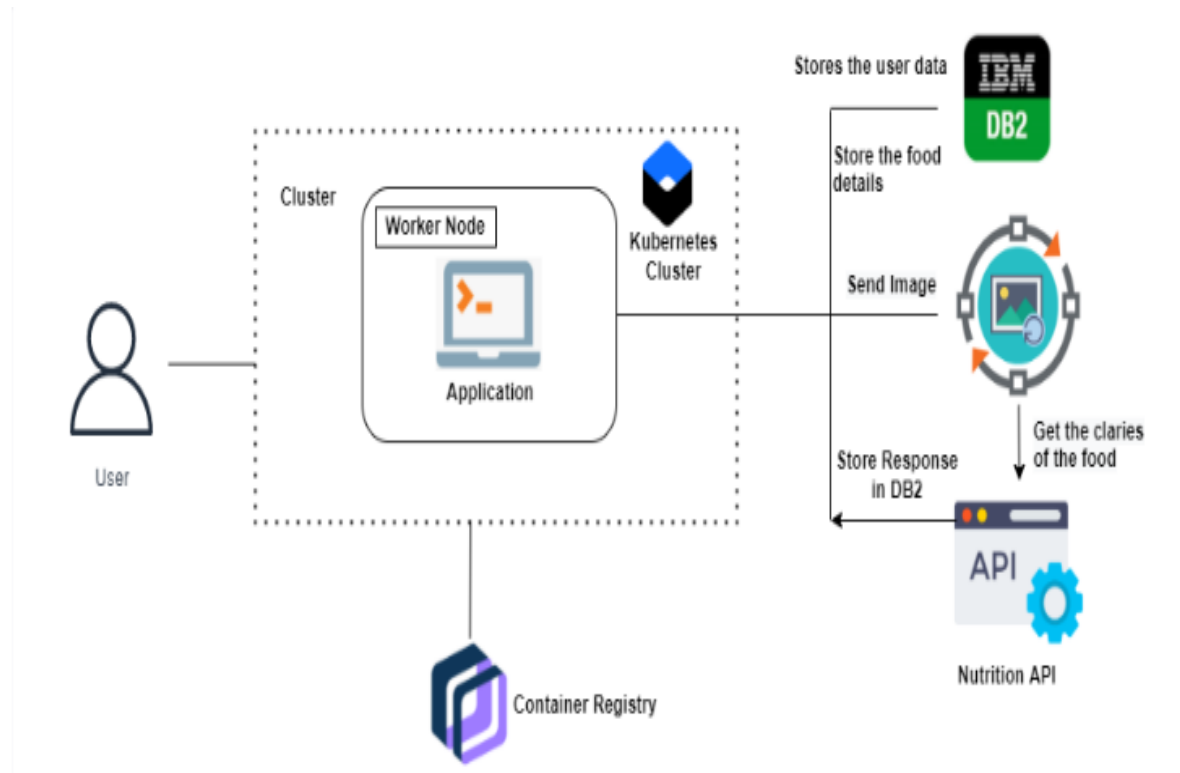 Stores the user data
IBM
DB2
Store the food
details
Cluster
Worker Node
Kubernetes
Cluster
Send Image
Application
Get the claries
of the food
Store Response
in DB2
User
API
Nutrition API
Container Registry